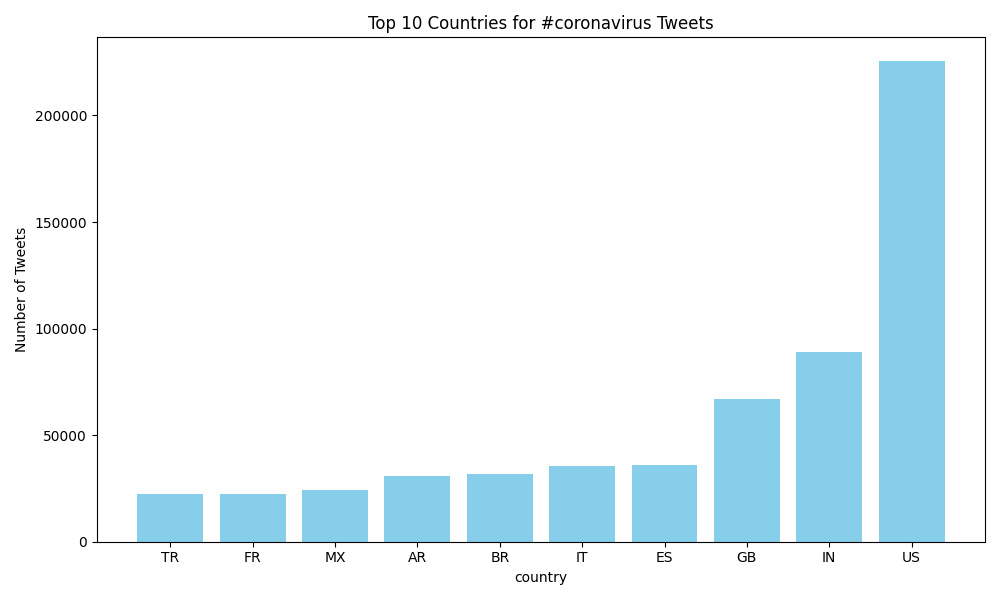 Top 10 Countries for #coronavirus Tweets
Number of Tweets
200000
150000
100000
50000
0
TR FR MX AR BR IT ES GB IN US
country